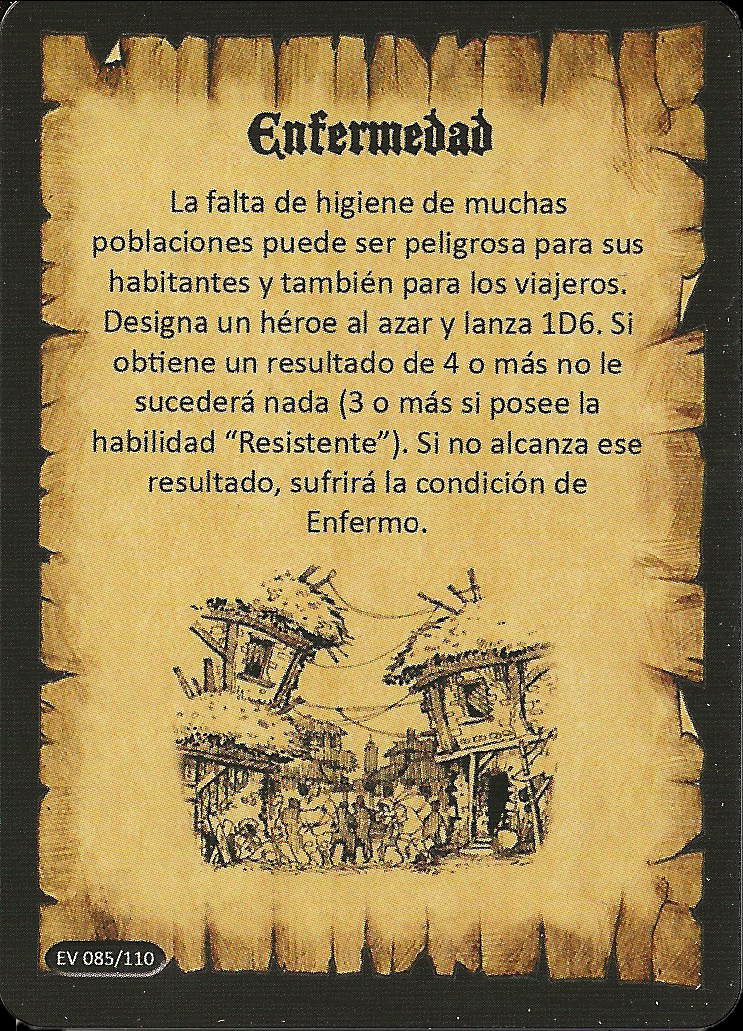 Enfermedad
La falta de higiene de muchas
poblaciones puede ser peligrosa para sus
habitantes y también para los viajeros.
Designa un héroe al azar y lanza 1D6. Si
obtiene un resultado de 4 o más no le
sucederá nada (3 o más si posee la
habilidad “Resistente”). Si no alcanza ese
resultado, sufrirá la condición de
Enfermo.
EV 085/110